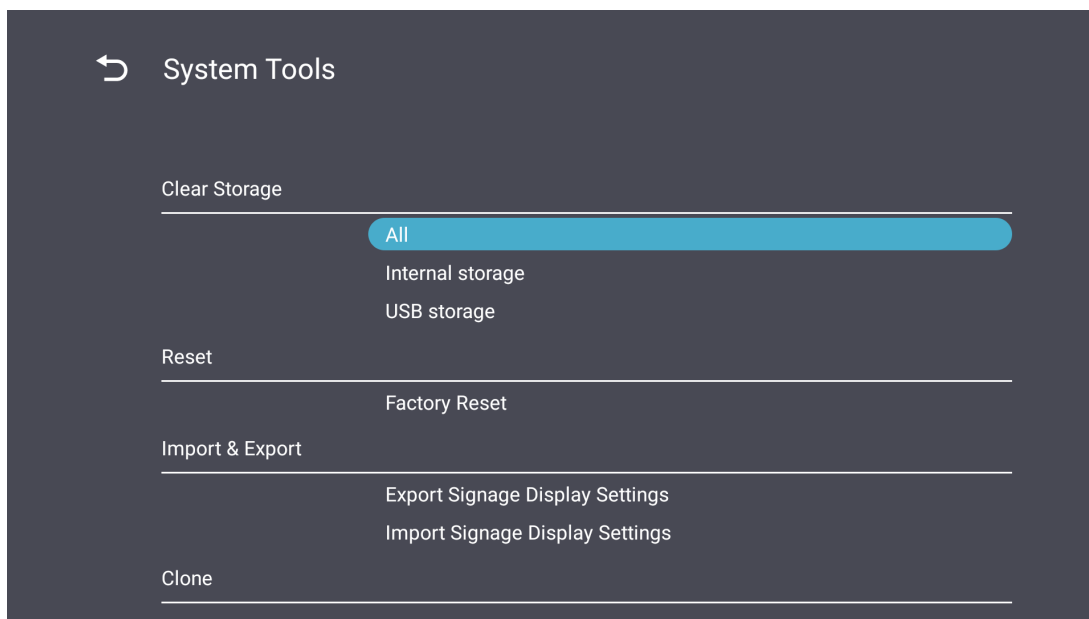 System Tools
Clear Storage
All
Internal storage
USB storage
Reset
Factory Reset
Import & Export
Export Signage Display Settings
Import Signage Display Settings
Clone